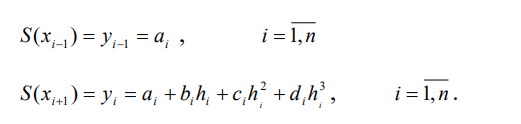 S(x_{i-1}) = y_{i-1} = a_i , i = \overline{1,n}
S(x_{i+1}) = y_i = a_i + b_i h_i + c_i h_i^2 + d_i h_i^3 , i = \overline{1,n} .